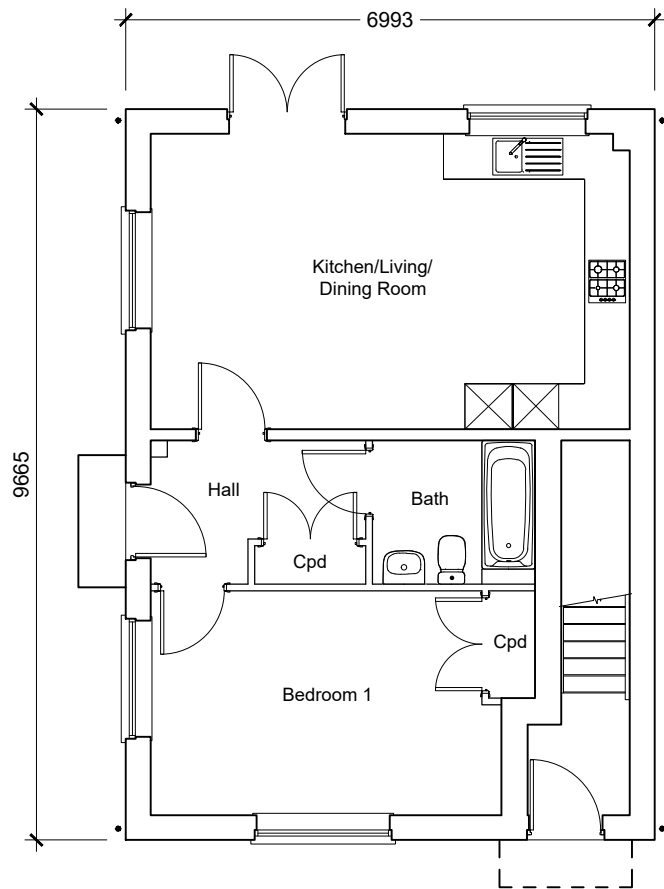 6993
9665
Kitchen/Living/
Dining Room
Hall
Bath
Cpd
Cpd
Bedroom 1